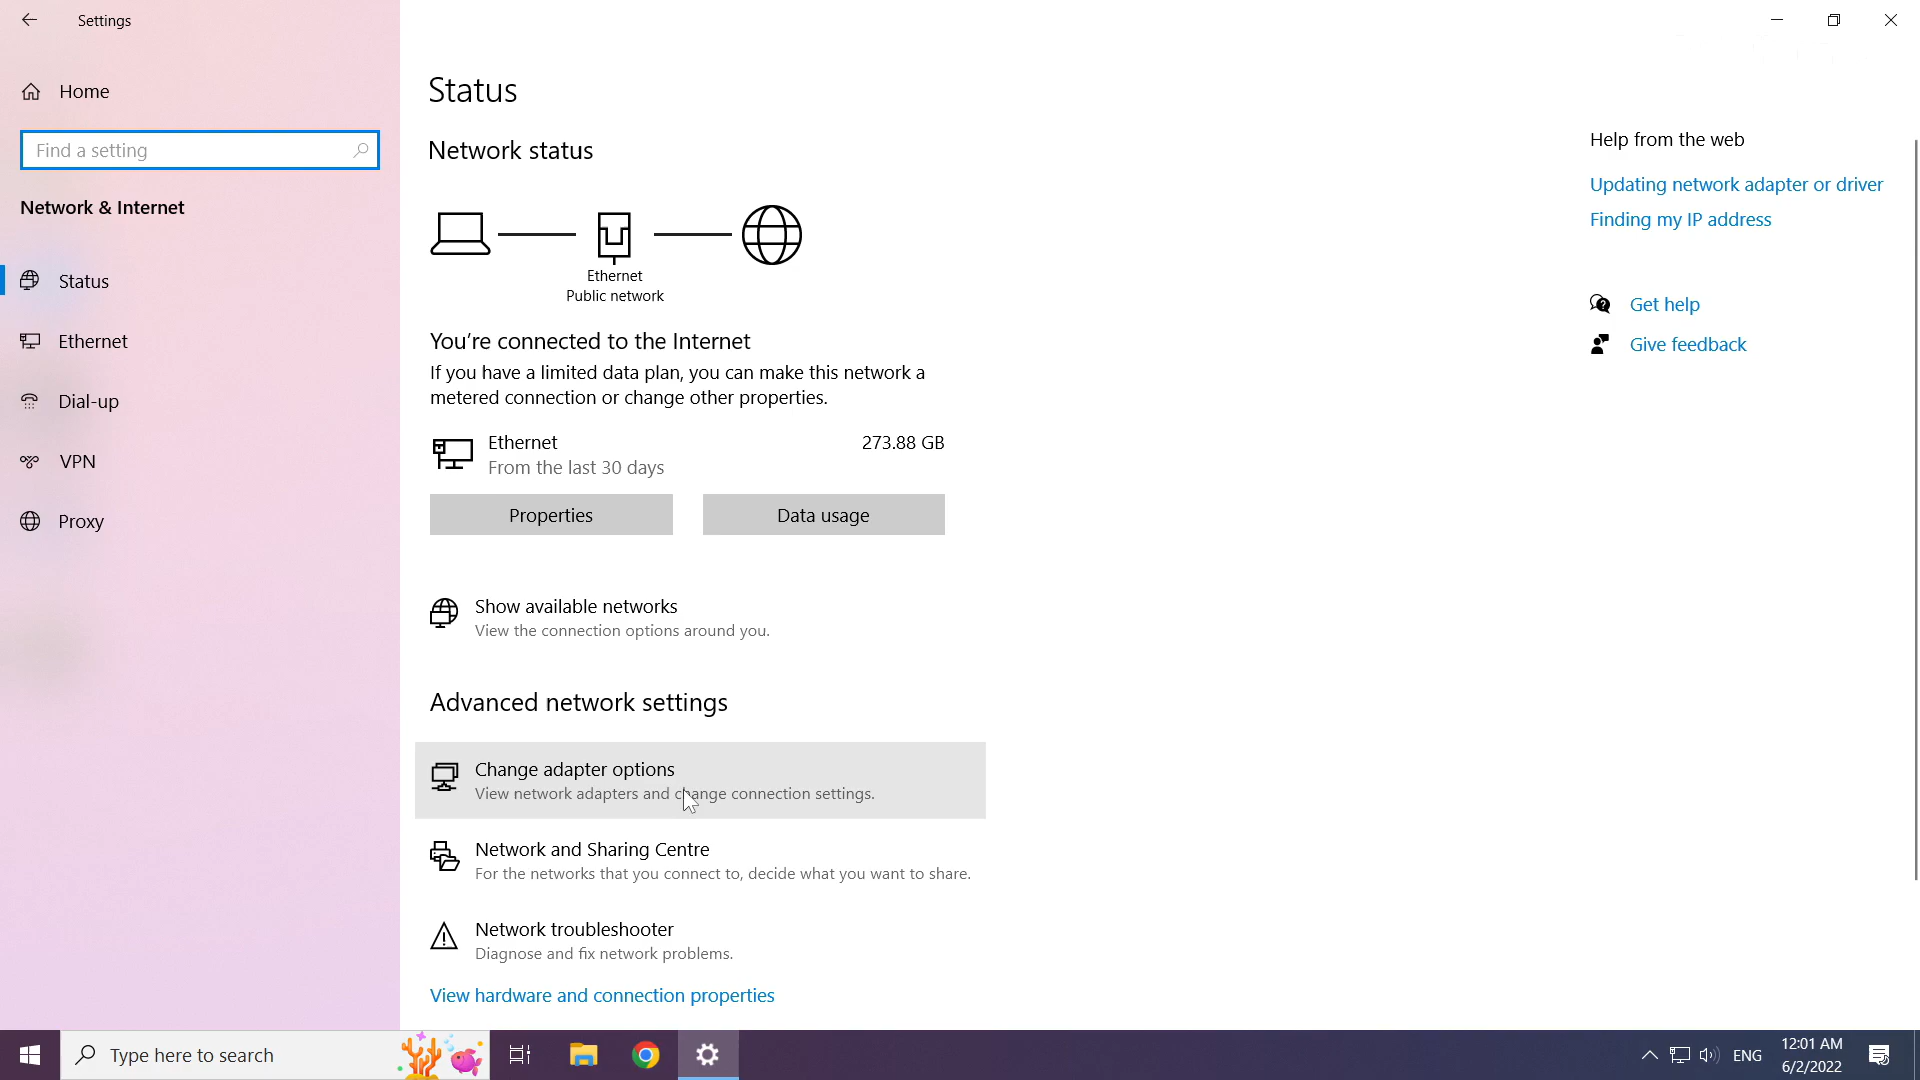 Settings
Home
Find a setting
Network & Internet
Status
Ethernet
Dial-up
VPN
Proxy
Status
Network status
Ethernet
Public network
You're connected to the Internet
If you have a limited data plan, you can make this network a
metered connection or change other properties.
Ethernet 273.88 GB
From the last 30 days
Properties Data usage
Show available networks
View the connection options around you.
Advanced network settings
Change adapter options
View network adapters and change connection settings.
Network and Sharing Centre
For the networks that you connect to, decide what you want to share.
Network troubleshooter
Diagnose and fix network problems.
View hardware and connection properties
Help from the web
Updating network adapter or driver
Finding my IP address
Get help
Give feedback
Type here to search
ENG
12:01 AM
6/2/2022